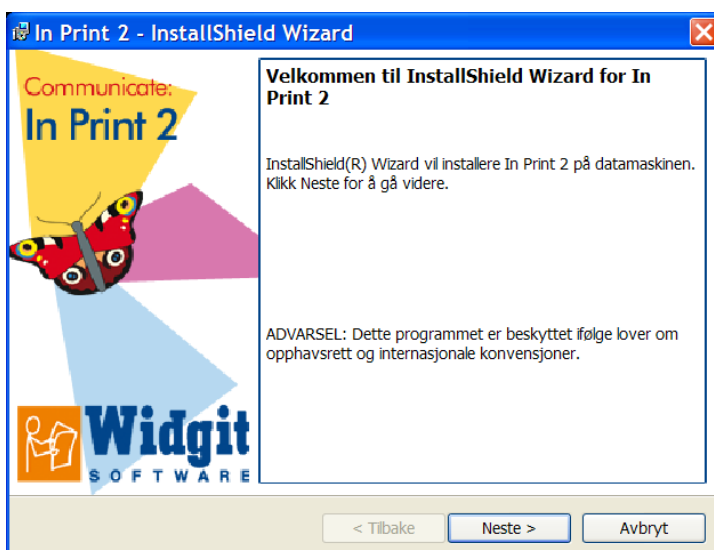 In Print 2 - InstallShield Wizard
Communicate:
In Print 2
Widgit
SOFTWARE
Velkommen til InstallShield Wizard for In
Print 2
InstallShield(R) Wizard vil installere In Print 2 på datamaskinen.
Klikk Neste for å gå videre.
ADVARSEL: Dette programmet er beskyttet ifølge lover om
opphavsrett og internasjonale konvensjoner.
< Tilbake
Neste >
Avbryt